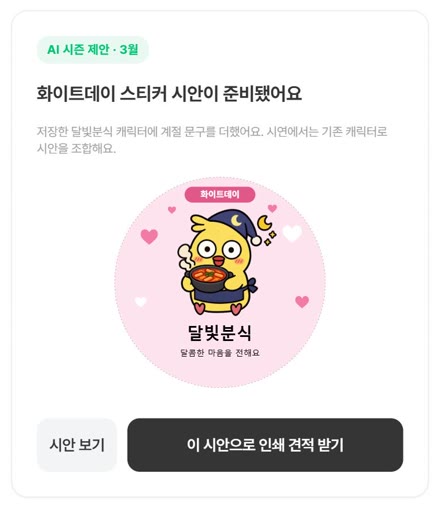 AI 시즌 제안 · 3월
화이트데이 스티커 시안이 준비됐어요
저장한 달빛분식 캐릭터에 계절 문구를 더했어요. 시연에서는 기존 캐릭터로
시안을 조합해요.
화이트데이
달빛분식
달콤한 마음을 전해요
시안 보기
이 시안으로 인쇄 견적 받기